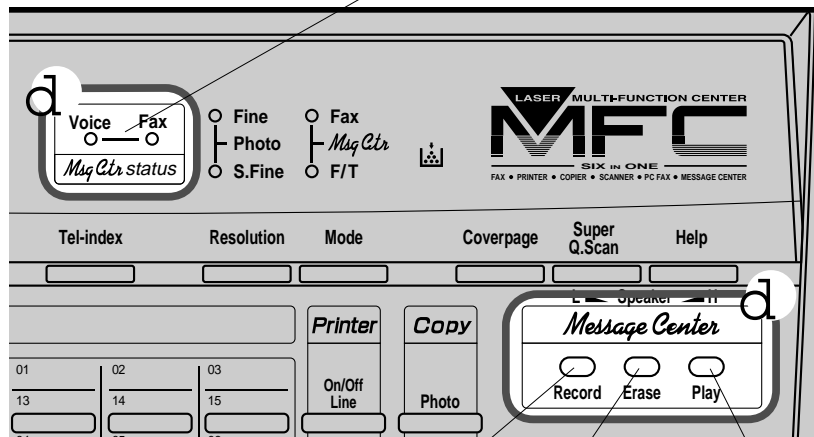 d
Voice Fax
Msg Ctr status
Fine
Photo
S.Fine
Fax
Msg Ctr
F/T
LASER MULTI-FUNCTION CENTER
MFC
SIX IN ONE
FAX • PRINTER • COPIER • SCANNER • PC FAX • MESSAGE CENTER
Tel-index
Resolution
Mode
Coverpage
Super
Q.Scan
Help
d
L Speaker H
Message Center
Record Erase Play
Printer
On/Off
Line
Copy
Photo
01 02 03
13 14 15